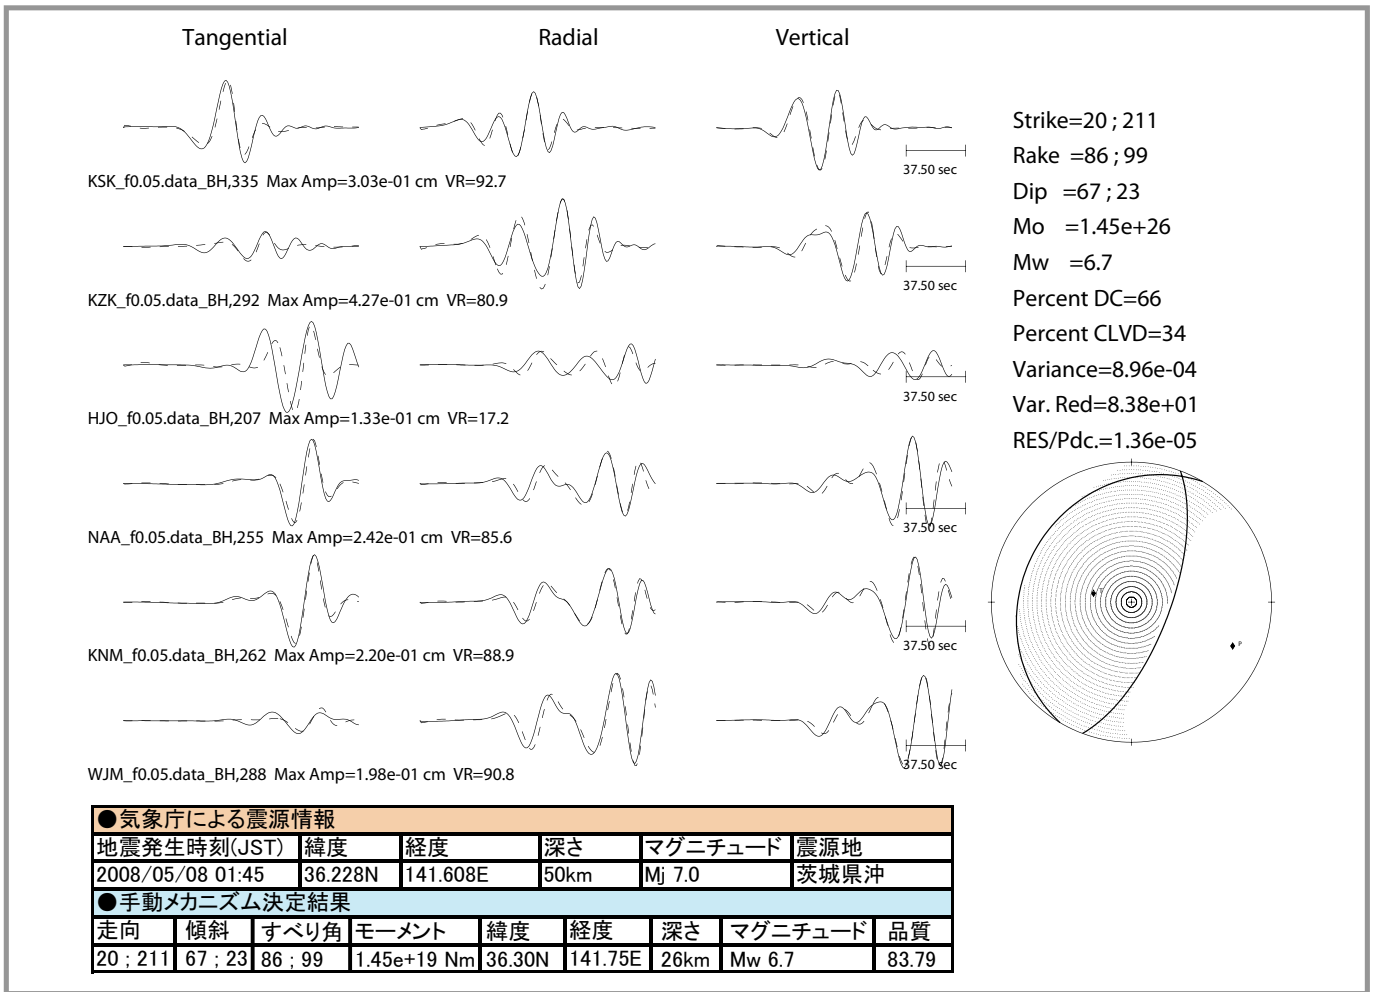 Tangential Radial Vertical
37.50 sec
KSK_f0.05.data_BH,335 Max Amp=3.03e-01 cm VR=92.7
37.50 sec
KZK_f0.05.data_BH,292 Max Amp=4.27e-01 cm VR=80.9
37.50 sec
HJO_f0.05.data_BH,207 Max Amp=1.33e-01 cm VR=17.2
37.50 sec
NAA_f0.05.data_BH,255 Max Amp=2.42e-01 cm VR=85.6
37.50 sec
KNM_f0.05.data_BH,262 Max Amp=2.20e-01 cm VR=88.9
37.50 sec
WJM_f0.05.data_BH,288 Max Amp=1.98e-01 cm VR=90.8
Strike=20 ; 211
Rake =86 ; 99
Dip =67 ; 23
Mo =1.45e+26
Mw =6.7
Percent DC=66
Percent CLVD=34
Variance=8.96e-04
Var. Red=8.38e+01
RES/Pdc.=1.36e-05
P
●気象庁による震源情報
地震発生時刻(JST) 緯度 経度 深さ マグニチュード 震源地
2008/05/08 01:45 36.228N 141.608E 50km Mj 7.0 茨城県沖
●手動メカニズム決定結果
走向 傾斜 すべり角 モーメント 緯度 経度 深さ マグニチュード 品質
20 ; 211 67 ; 23 86 ; 99 1.45e+19 Nm 36.30N 141.75E 26km Mw 6.7 83.79